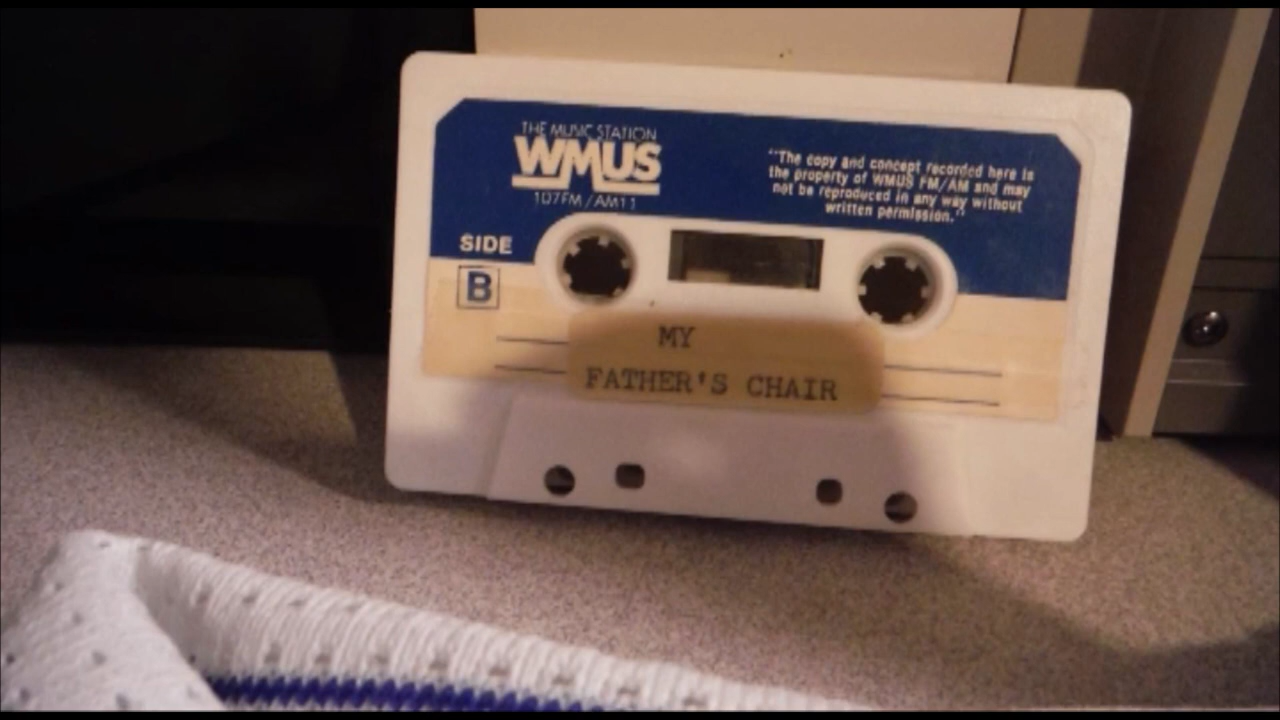 THE MUSIC STATION
WMUS
107FM / AM11
"The copy and concept recorded here is
the property of WMUS FM/AM and may
not be reproduced in any way without
written permission."
SIDE
B
MY
FATHER'S CHAIR